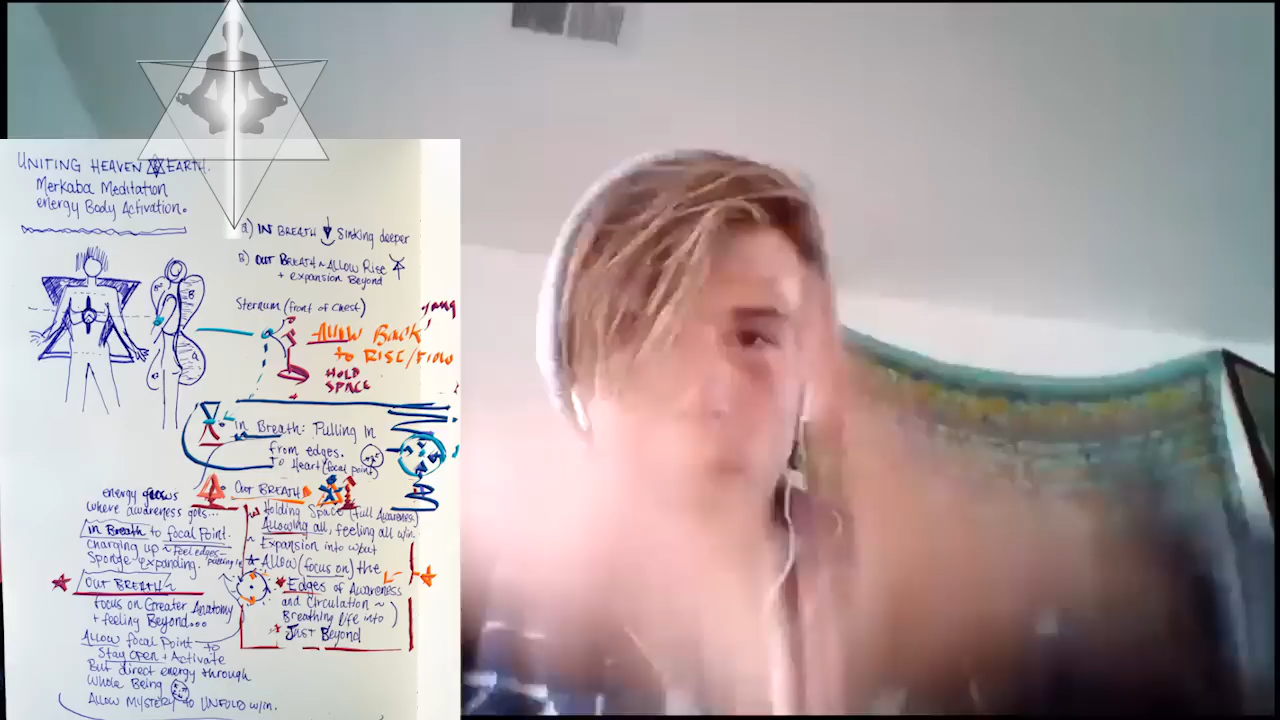 UNITING HEAVEN EARTH.
Merkaba Meditation
energy Body Activation.
A) IN BREATH Sinking deeper
B) OUT BREATH ~ ALLOW Rise
+ expansion Beyond
Sternum (front of chest)
yang
ALLOW BACK
to RISE/FLOW
HOLD
SPACE
In Breath: Pulling In
from edges.
To Heart (focal point)
energy flows
where awareness goes...
in Breath to focal Point.
charging up ~ Feel edges ~
Sponge expanding. pulling in
OUT BREATH ~
focus on Greater Anatomy
+ feeling Beyond...
Allow focal Point to
Stay open + Activate
But direct energy through
Whole Being
Allow Mystery to UNFOLD w/in.
OUT BREATH
Holding Space (full Awareness)
Allowing all, feeling all w/in.
~ Expansion into what
ALLOW (focus on) the
Edges of Awareness
and Circulation ~
Breathing life into
Just Beyond